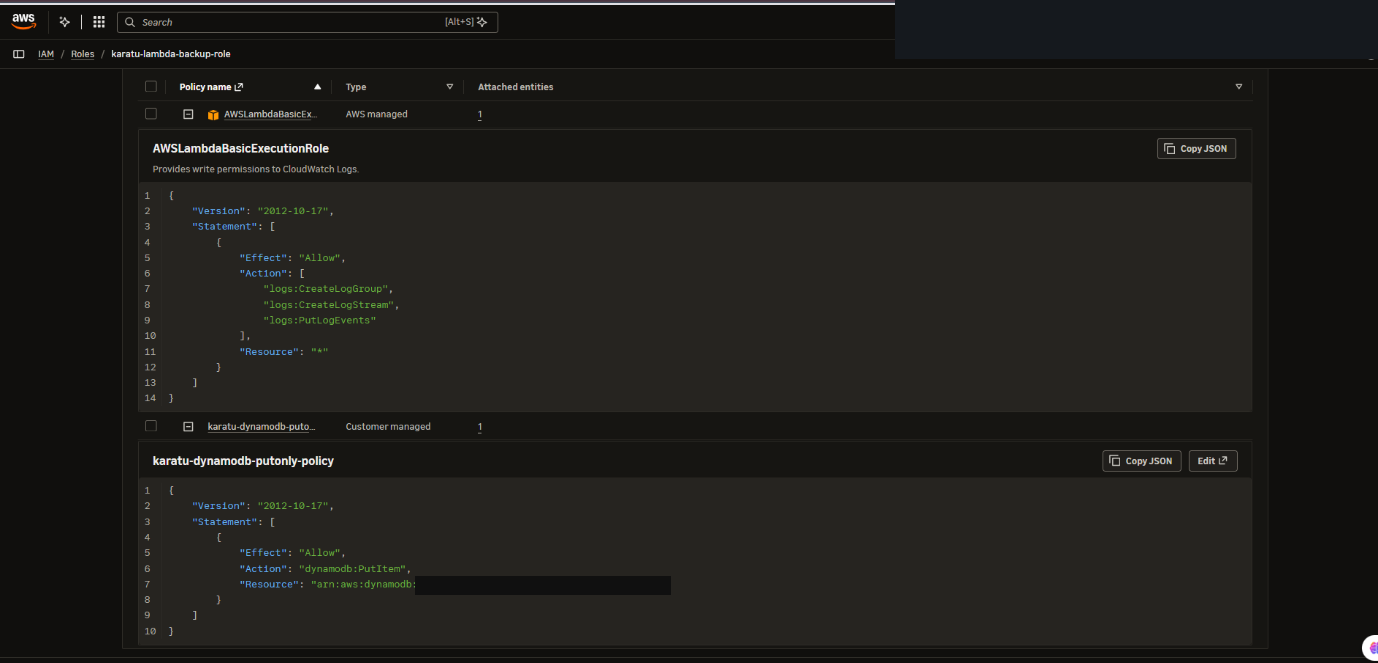 aws
Search [Alt+S]
IAM / Roles / karatu-lambda-backup-role
Policy name Type Attached entities
AWSLambdaBasicEx... AWS managed 1
AWSLambdaBasicExecutionRole Copy JSON
Provides write permissions to CloudWatch Logs.
1 {
2 "Version": "2012-10-17",
3 "Statement": [
4 {
5 "Effect": "Allow",
6 "Action": [
7 "logs:CreateLogGroup",
8 "logs:CreateLogStream",
9 "logs:PutLogEvents"
10 ],
11 "Resource": "*"
12 }
13 ]
14 }
karatu-dynamodb-puto... Customer managed 1
karatu-dynamodb-putonly-policy Copy JSON Edit
1 {
2 "Version": "2012-10-17",
3 "Statement": [
4 {
5 "Effect": "Allow",
6 "Action": "dynamodb:PutItem",
7 "Resource": "arn:aws:dynamodb:
8 }
9 ]
10 }